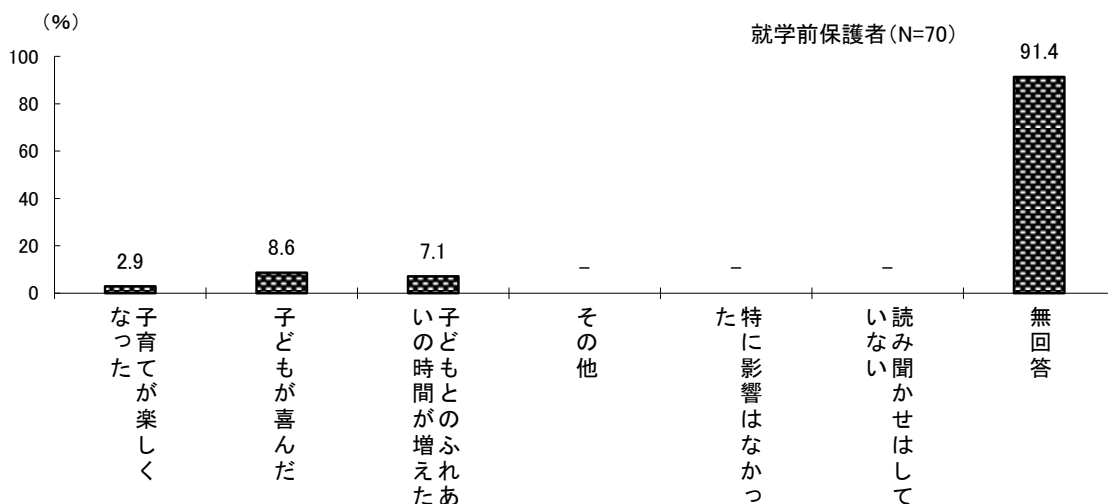 （％）
就学前保護者（N=70）
100
80
60
40
20
0
2.9
8.6
7.1
－
－
－
91.4
子育てが楽しく
なった
子どもが喜んだ
子どもとのふれあ
いの時間が増えた
その他
特に影響はなかっ
た
読み聞かせはして
いない
無回答